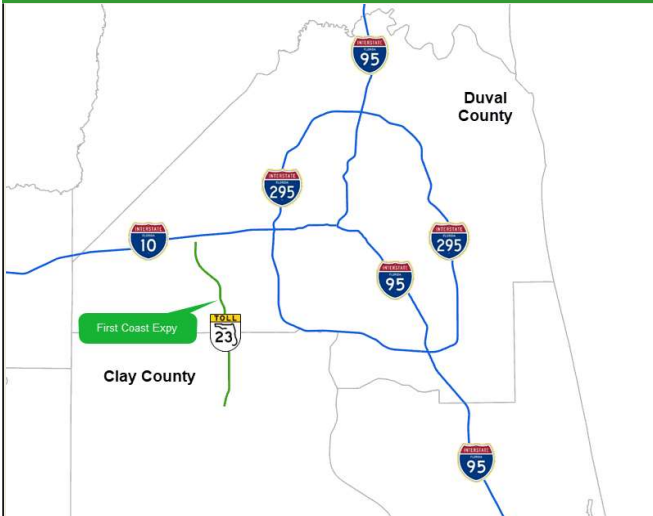 INTERSTATE
FLORIDA
95
Duval
County
INTERSTATE
FLORIDA
295
INTERSTATE
FLORIDA
10
INTERSTATE
FLORIDA
295
INTERSTATE
FLORIDA
95
First Coast Expy
TOLL
23
Clay County
INTERSTATE
FLORIDA
95